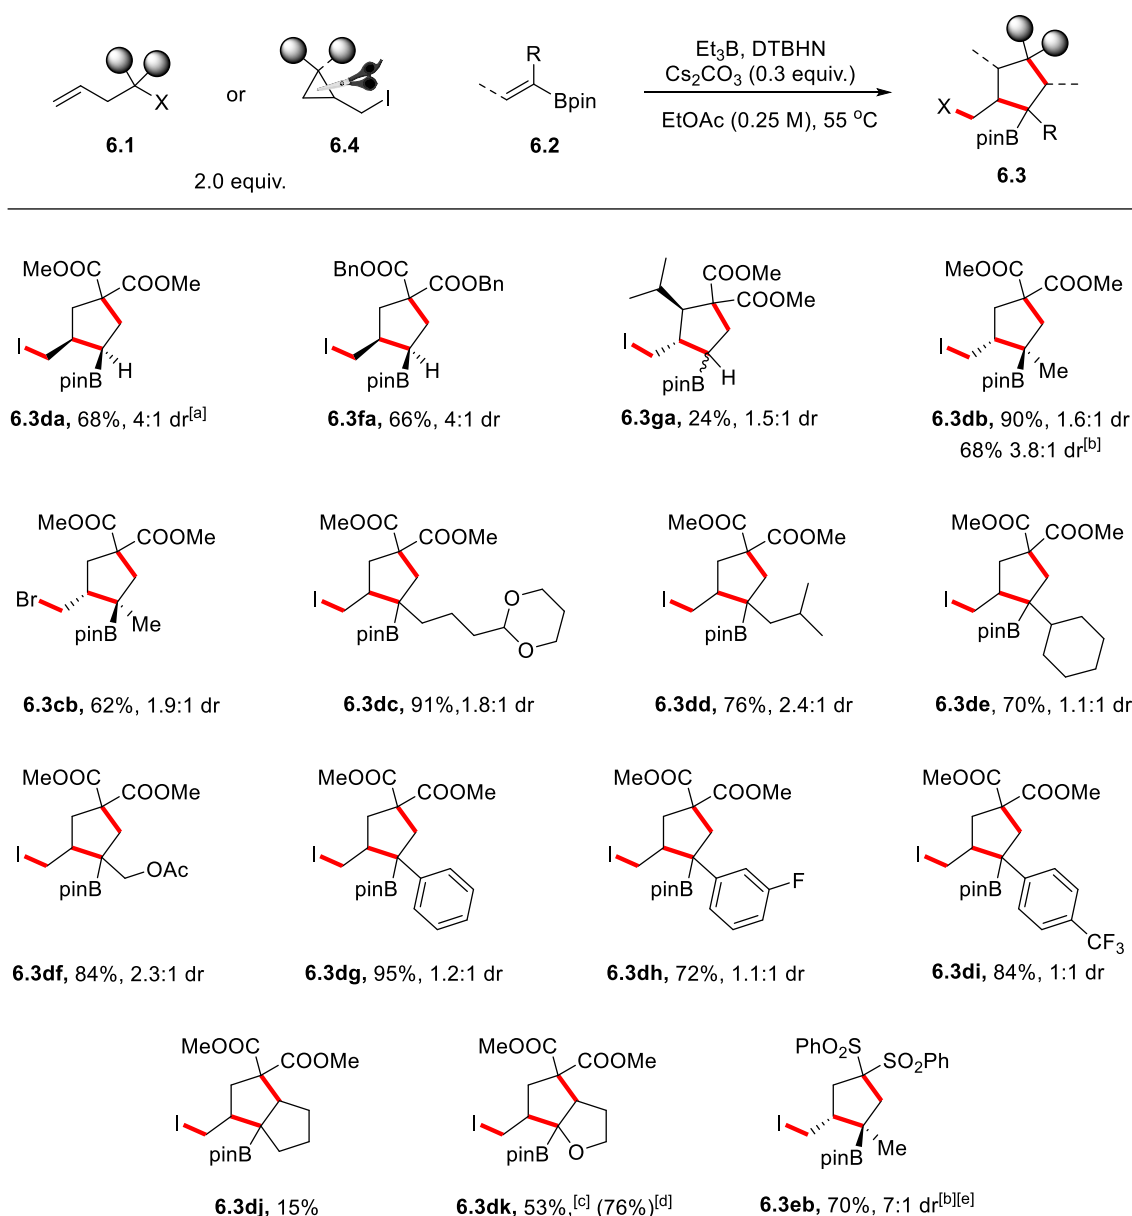 X
or
I
R
Bpin
Et3B, DTBHN
Cs2CO3 (0.3 equiv.)
EtOAc (0.25 M), 55 oC
X
pinB
R
6.1
6.4
6.2
6.3
2.0 equiv.
MeOOC
COOMe
I
H
pinB
6.3da, 68%, 4:1 dr[a]
BnOOC
COOBn
I
H
pinB
6.3fa, 66%, 4:1 dr
COOMe
COOMe
I
H
pinB
6.3ga, 24%, 1.5:1 dr
MeOOC
COOMe
I
Me
pinB
6.3db, 90%, 1.6:1 dr
68% 3.8:1 dr[b]
MeOOC
COOMe
Br
Me
pinB
6.3cb, 62%, 1.9:1 dr
MeOOC
COOMe
I
O
pinB
O
6.3dc, 91%,1.8:1 dr
MeOOC
COOMe
I
pinB
6.3dd, 76%, 2.4:1 dr
MeOOC
COOMe
I
pinB
6.3de, 70%, 1.1:1 dr
MeOOC
COOMe
I
OAc
pinB
6.3df, 84%, 2.3:1 dr
MeOOC
COOMe
I
pinB
6.3dg, 95%, 1.2:1 dr
MeOOC
COOMe
I
F
pinB
6.3dh, 72%, 1.1:1 dr
MeOOC
COOMe
I
pinB
CF3
6.3di, 84%, 1:1 dr
MeOOC
COOMe
I
pinB
6.3dj, 15%
MeOOC
COOMe
I
pinB
O
6.3dk, 53%,[c] (76%)[d]
PhO2S
SO2Ph
I
Me
pinB
6.3eb, 70%, 7:1 dr[b][e]